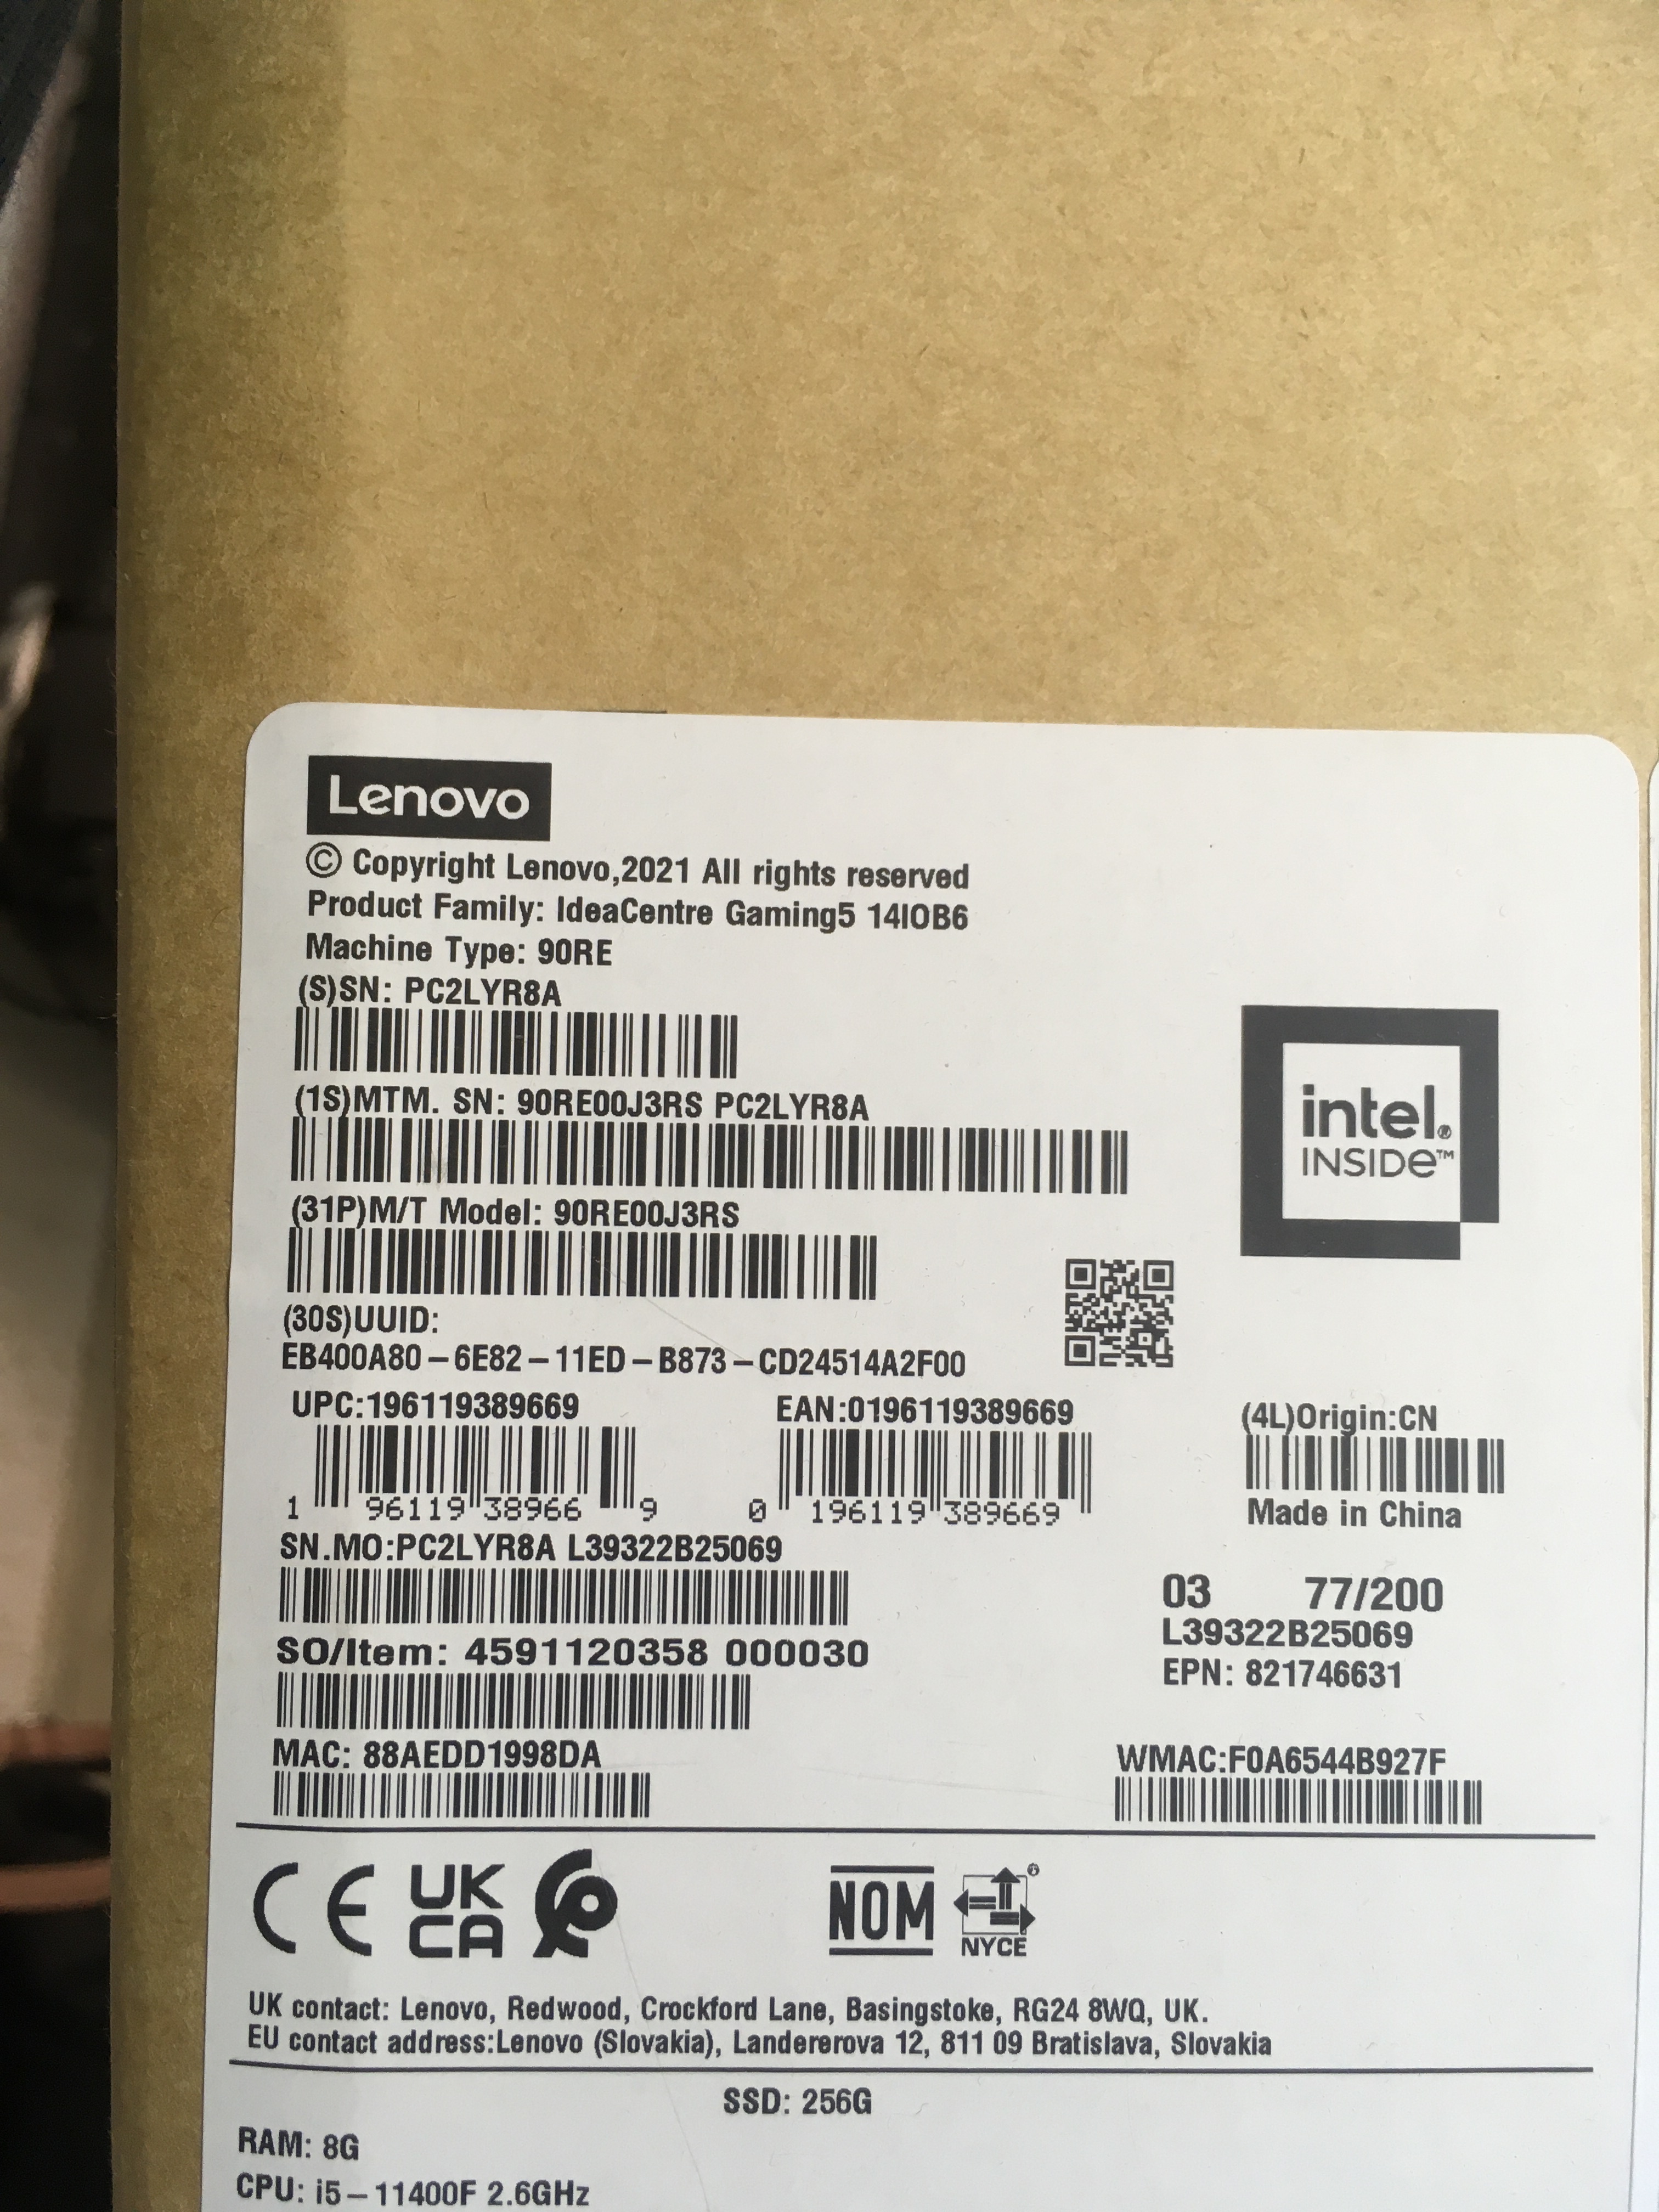 Lenovo
© Copyright Lenovo,2021 All rights reserved
Product Family: IdeaCentre Gaming5 14IOB6
Machine Type: 90RE
(S)SN: PC2LYR8A
(1S)MTM. SN: 90RE00J3RS PC2LYR8A
intel®
INSIDe™
(31P)M/T Model: 90RE00J3RS
(30S)UUID:
EB400A80-6E82-11ED-B873-CD24514A2F00
UPC:196119389669
EAN:0196119389669
(4L)Origin:CN
1 96119 38966 9
0 196119 389669
Made in China
SN.MO:PC2LYR8A L39322B25069
03 77/200
L39322B25069
SO/Item: 4591120358 000030
EPN: 821746631
MAC: 88AEDD1998DA
WMAC:F0A6544B927F
CE UK
CA
NOM
NYCE
UK contact: Lenovo, Redwood, Crockford Lane, Basingstoke, RG24 8WQ, UK.
EU contact address:Lenovo (Slovakia), Landererova 12, 811 09 Bratislava, Slovakia
SSD: 256G
RAM: 8G
CPU: i5-11400F 2.6GHz